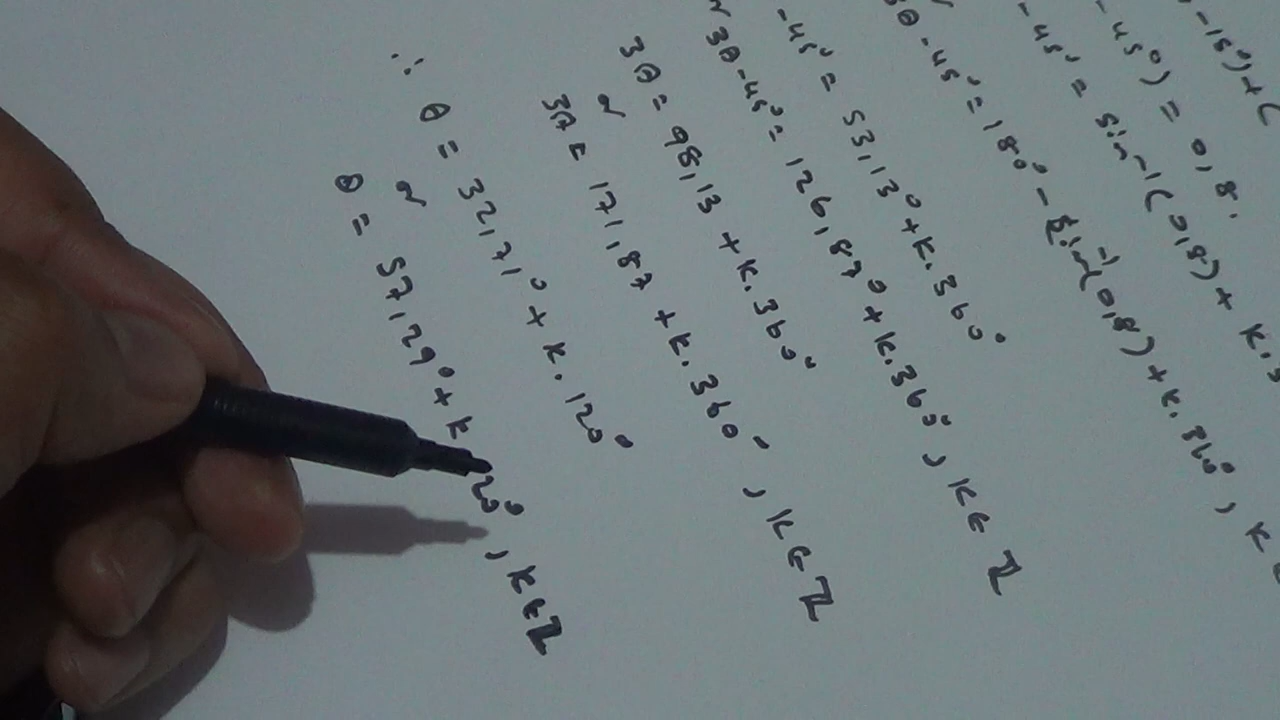 -15°) + (
-45°) = 0,8.
-45° = sin⁻¹(0,8) + k.3
3θ-45° = 180° - sin⁻¹(0,8) + k.360°, k
-45° = 53,13° + k.360°
or 3θ-45° = 126,87° + k.360°, k∈ℤ
3θ = 98,13 + k.360°
or
3θ = 171,87 + k.360°, k∈ℤ
∴ θ = 32,71° + k.120°
or
θ = 57,29° + k 20°, k∈ℤ